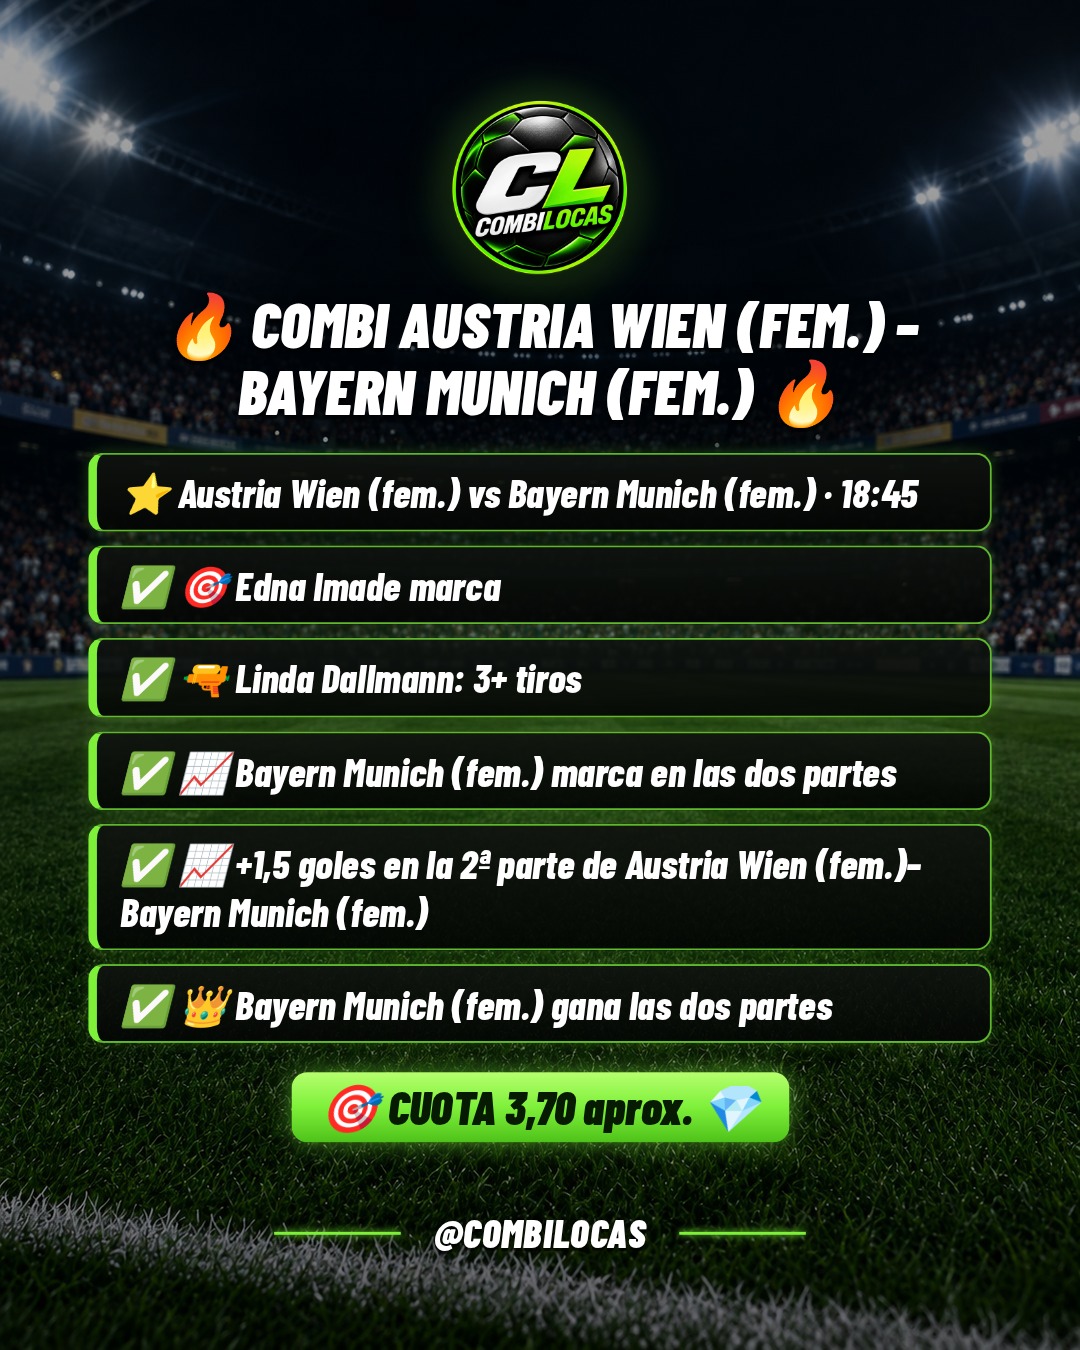 CL
COMBILOCAS
🔥 COMBI AUSTRIA WIEN (FEM.) -
BAYERN MUNICH (FEM.) 🔥
⭐ Austria Wien (fem.) vs Bayern Munich (fem.) · 18:45
✅ 🎯 Edna Imade marca
✅ 🔫 Linda Dallmann: 3+ tiros
✅ 📈 Bayern Munich (fem.) marca en las dos partes
✅ 📈 +1,5 goles en la 2ª parte de Austria Wien (fem.)-
Bayern Munich (fem.)
✅ 👑 Bayern Munich (fem.) gana las dos partes
🎯 CUOTA 3,70 aprox. 💎
@COMBILOCAS